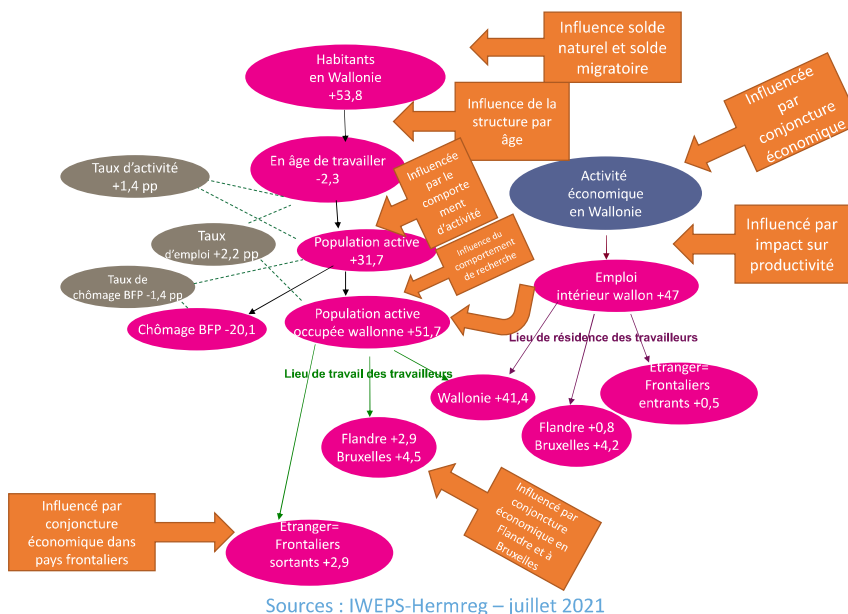 Influence solde
naturel et solde
migratoire
Habitants
en Wallonie
+53,8
Influence de la
structure par
âge
Influencée
par
conjoncture
économique
En âge de travailler
-2,3
Taux d'activité
+1,4 pp
Influencée
par le
comporte
ment
d'activité
Activité
économique
en Wallonie
Taux
d'emploi +2,2 pp
Population active
+31,7
Influence du
comportement
de recherche
Influencé par
impact sur
productivité
Taux de
chômage BFP -1,4 pp
Emploi
intérieur wallon +47
Chômage BFP -20,1
Population active
occupée wallonne +51,7
Lieu de résidence des travailleurs
Lieu de travail des travailleurs
Wallonie +41,4
Etranger=
Frontaliers
entrants +0,5
Flandre +2,9
Bruxelles +4,5
Flandre +0,8
Bruxelles +4,2
Influencé par
conjoncture
économique en
Flandre et à
Bruxelles
Influencé par
conjoncture
économique dans
pays frontaliers
Etranger=
Frontaliers
sortants +2,9
Sources : IWEPS-Hermreg – juillet 2021